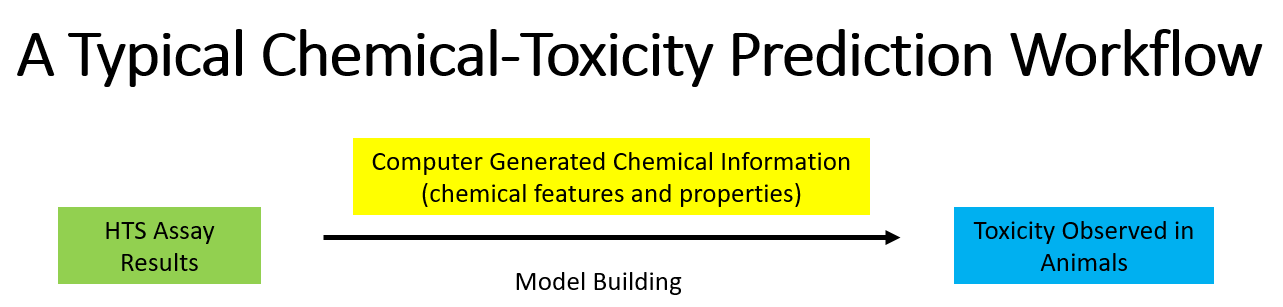 A Typical Chemical-Toxicity Prediction Workflow
Computer Generated Chemical Information
(chemical features and properties)
HTS Assay
Results
Toxicity Observed in
Animals
Model Building